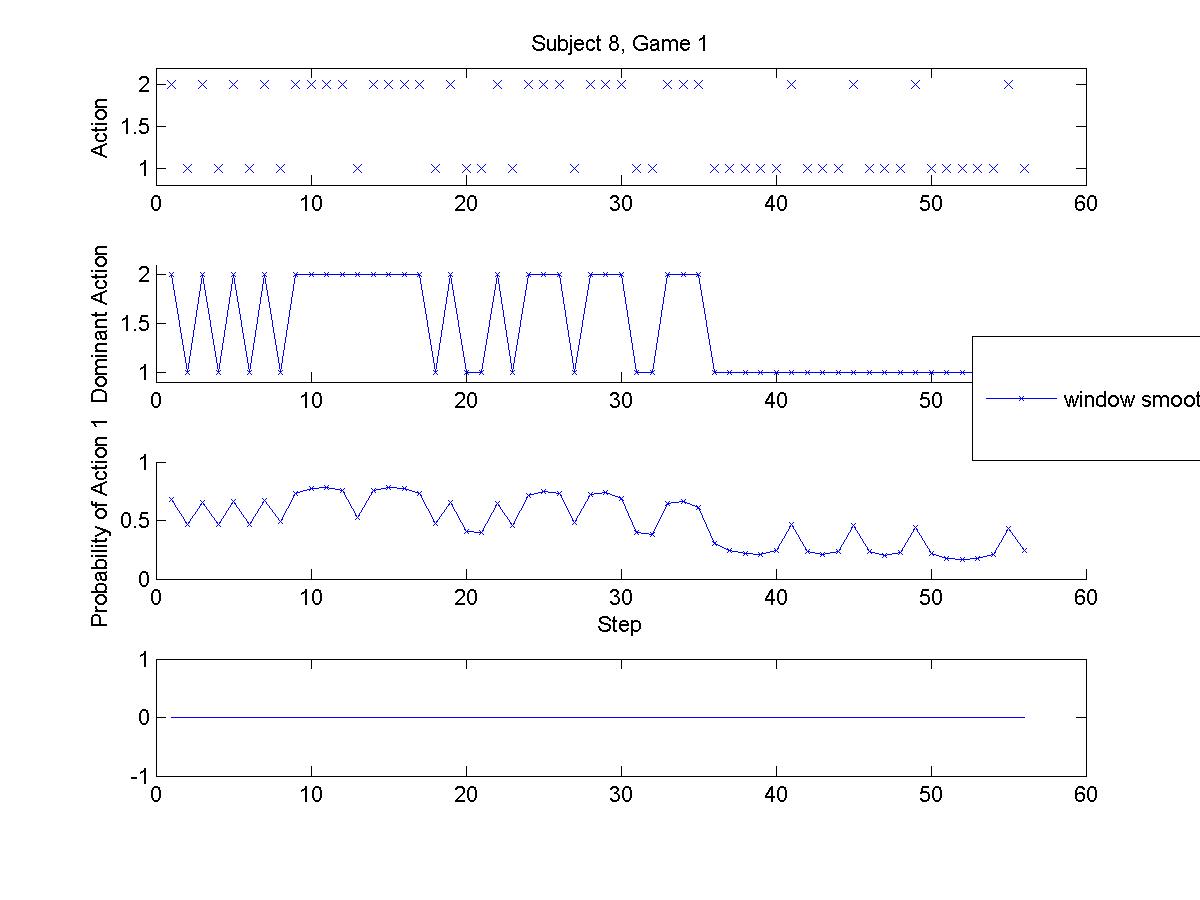 Subject 8, Game 1
Action
2
1.5
1
0 10 20 30 40 50 60
Dominant Action
2
1.5
1
0 10 20 30 40 50
window smoot
Probability of Action 1
1
0.5
0
0 10 20 30 40 50 60
Step
1
0
-1
0 10 20 30 40 50 60